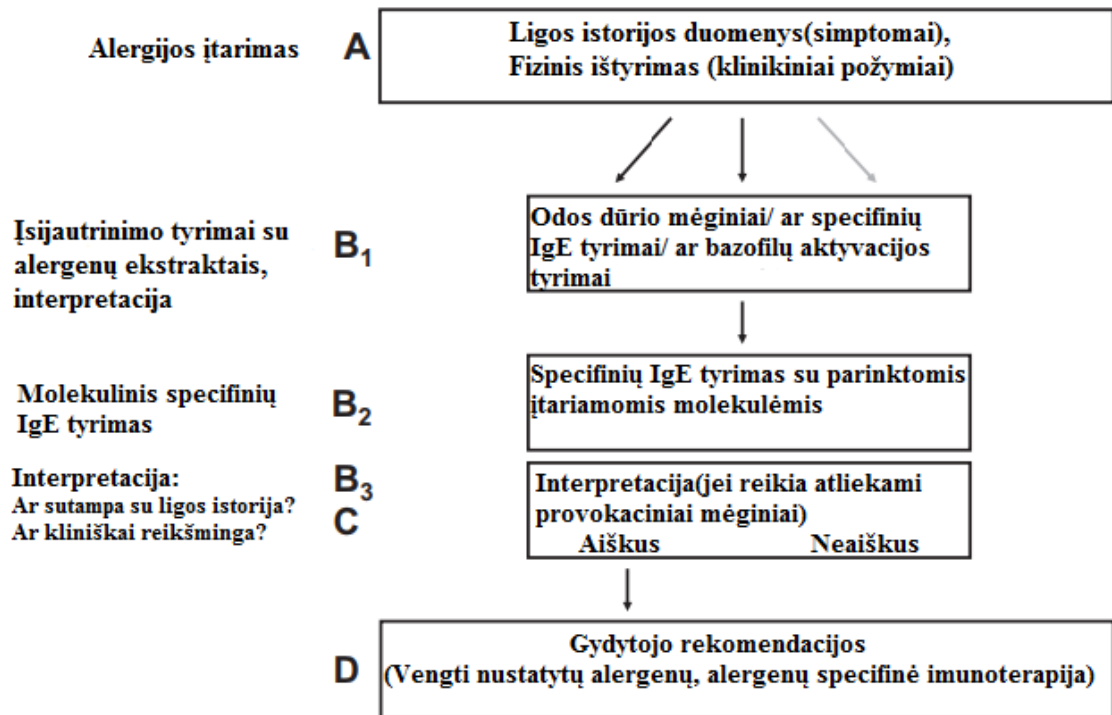 Alergijos įtarimas
A
Ligos istorijos duomenys(simptomai),
Fizinis ištyrimas (klinikiniai požymiai)
Įsijautrinimo tyrimai su
alergenų ekstraktais,
interpretacija
B1
Odos dūrio mėginiai/ ar specifinių
IgE tyrimai/ ar bazofilų aktyvacijos
tyrimai
Molekulinis specifinių
IgE tyrimas
B2
Specifinių IgE tyrimas su parinktomis
įtariamomis molekulėmis
Interpretacija:
Ar sutampa su ligos istorija?
Ar kliniškai reikšminga?
B3
C
Interpretacija(jei reikia atliekami
provokaciniai mėginiai)
Aiškus Neaiškus
D
Gydytojo rekomendacijos
(Vengti nustatytų alergenų, alergenų specifinė imunoterapija)